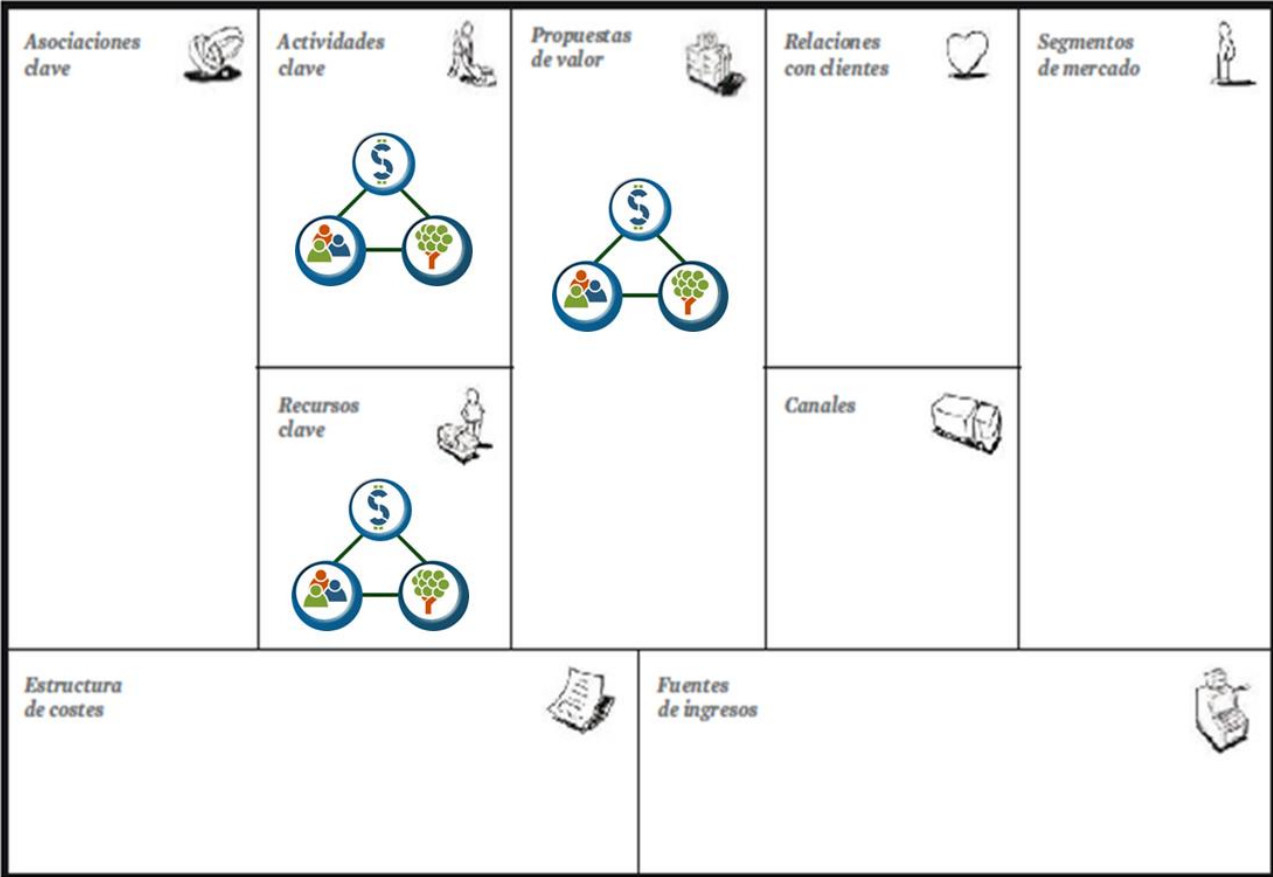 Asociaciones
clave
Actividades
clave
Propuestas
de valor
Relaciones
con clientes
Segmentos
de mercado
Recursos
clave
Canales
Estructura
de costes
Fuentes
de ingresos